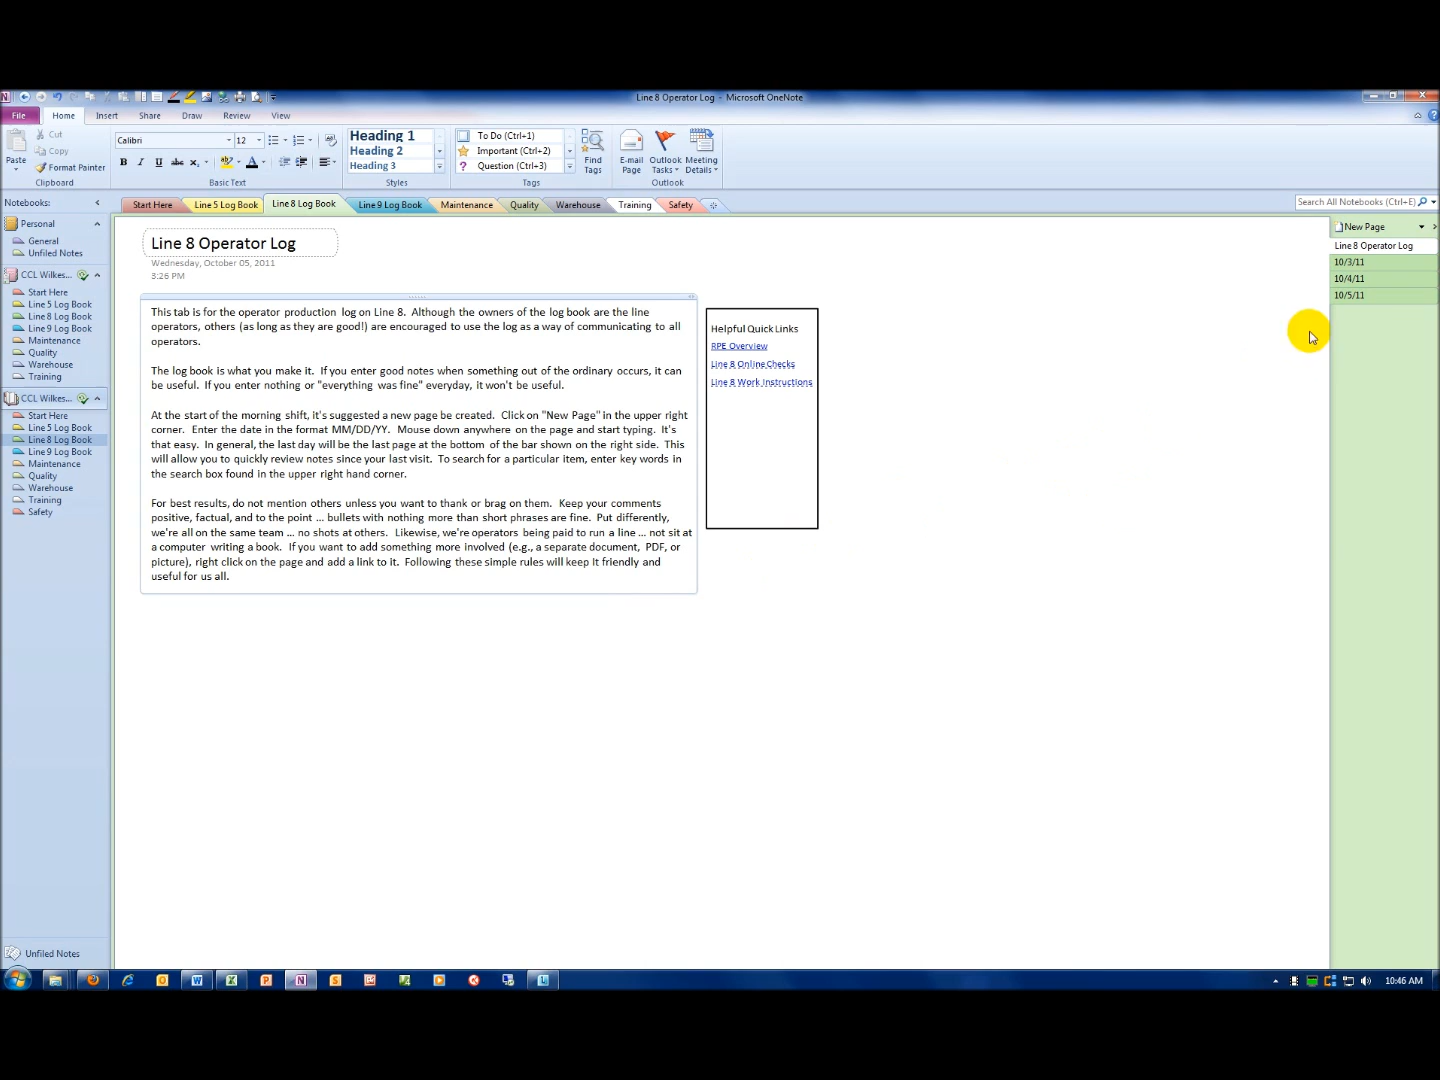 Line 8 Operator Log - Microsoft OneNote
File Home Insert Share Draw Review View
Paste Cut Copy Format Painter
Calibri 12
B I U abc x₂ A
Heading 1
Heading 2
Heading 3
To Do (Ctrl+1)
Important (Ctrl+2)
Question (Ctrl+3)
Find Tags
E-mail Page
Outlook Tasks
Meeting Details
Clipboard Basic Text Styles Tags Outlook
Notebooks:
Start Here Line 5 Log Book Line 8 Log Book Line 9 Log Book Maintenance Quality Warehouse Training Safety
Search All Notebooks (Ctrl+E)
Personal
General
Unfiled Notes
CCL Wilkes...
Start Here
Line 5 Log Book
Line 8 Log Book
Line 9 Log Book
Maintenance
Quality
Warehouse
Training
CCL Wilkes...
Start Here
Line 5 Log Book
Line 8 Log Book
Line 9 Log Book
Maintenance
Quality
Warehouse
Training
Safety
Unfiled Notes
Line 8 Operator Log
Wednesday, October 05, 2011
3:26 PM
This tab is for the operator production log on Line 8. Although the owners of the log book are the line
operators, others (as long as they are good!) are encouraged to use the log as a way of communicating to all
operators.
The log book is what you make it. If you enter good notes when something out of the ordinary occurs, it can
be useful. If you enter nothing or "everything was fine" everyday, it won't be useful.
At the start of the morning shift, it's suggested a new page be created. Click on "New Page" in the upper right
corner. Enter the date in the format MM/DD/YY. Mouse down anywhere on the page and start typing. It's
that easy. In general, the last day will be the last page at the bottom of the bar shown on the right side. This
will allow you to quickly review notes since your last visit. To search for a particular item, enter key words in
the search box found in the upper right hand corner.
For best results, do not mention others unless you want to thank or brag on them. Keep your comments
positive, factual, and to the point ... bullets with nothing more than short phrases are fine. Put differently,
we're all on the same team ... no shots at others. Likewise, we're operators being paid to run a line ... not sit at
a computer writing a book. If you want to add something more involved (e.g., a separate document, PDF, or
picture), right click on the page and add a link to it. Following these simple rules will keep It friendly and
useful for us all.
Helpful Quick Links
RPE Overview
Line 8 Online Checks
Line 8 Work Instructions
New Page
Line 8 Operator Log
10/3/11
10/4/11
10/5/11
10:46 AM